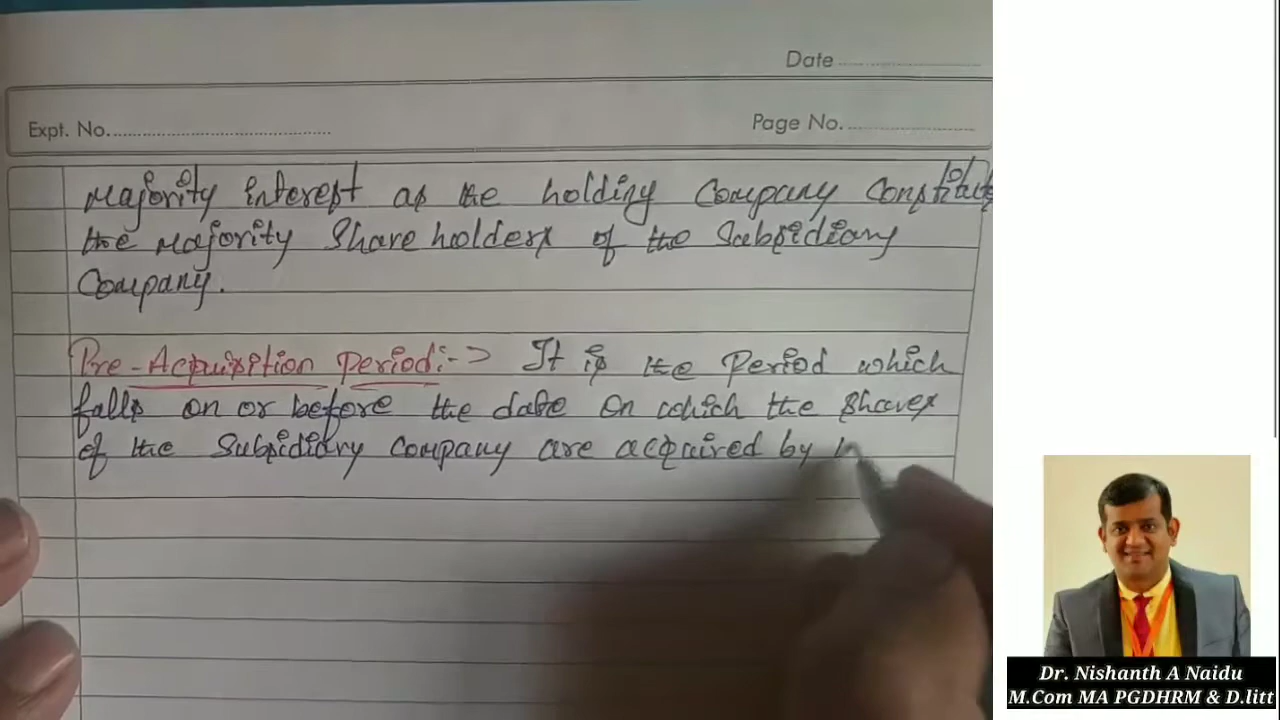 Date
Expt. No.
Page No.
Majority interest as the holding Company Constitutes
the Majority Share holders of the Subsidiary
Company.
Pre-Acquisition period:-> It is the Period which
falls on or before the date on which the shares
of the Subsidiary Company are acquired by
Dr. Nishanth A Naidu
M.Com MA PGDHRM & D.litt